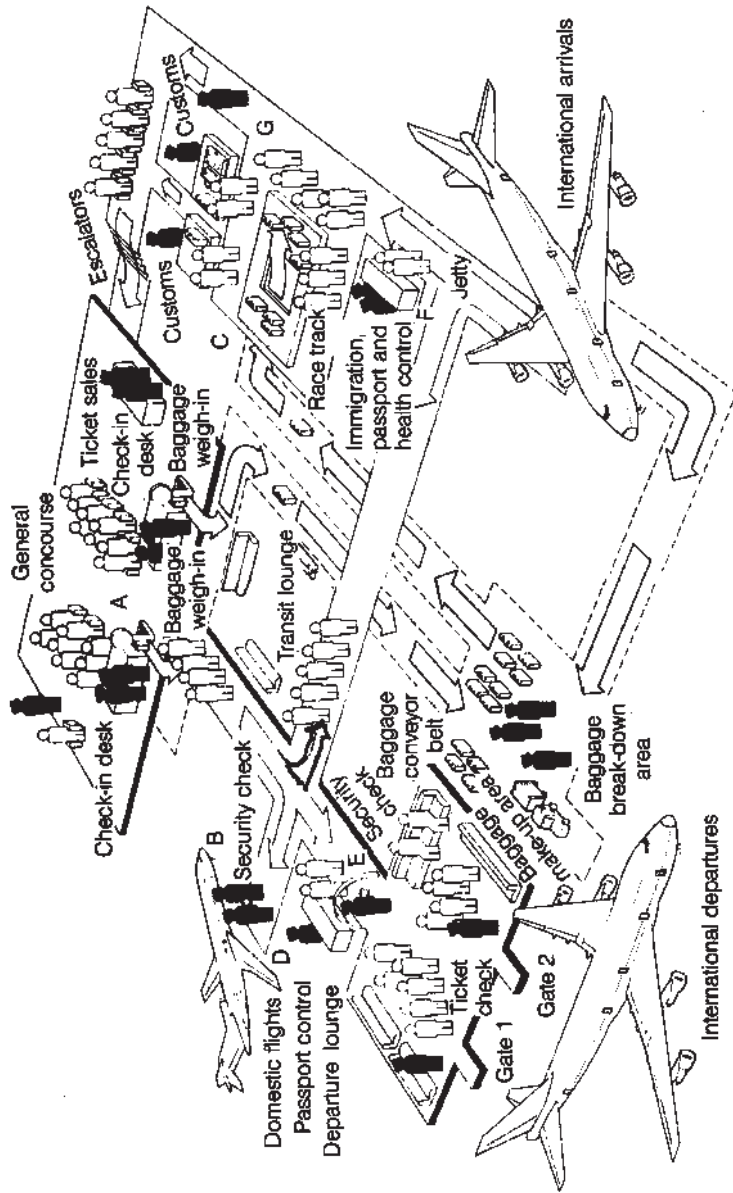 General
concourse
Ticket sales
Check-in
desk
Baggage
weigh-in
Escalators
Customs
Customs
G
C
A
Check-in desk
Baggage
weigh-in
Race track
Immigration,
passport and
health control
F
Jetty
International arrivals
Transit lounge
B
Security check
Security
check
E
D
Domestic flights
Passport control
Departure lounge
Baggage
conveyor
belt
Baggage
make-up area
Baggage
break-down
area
Ticket
check
Gate 1
Gate 2
International departures